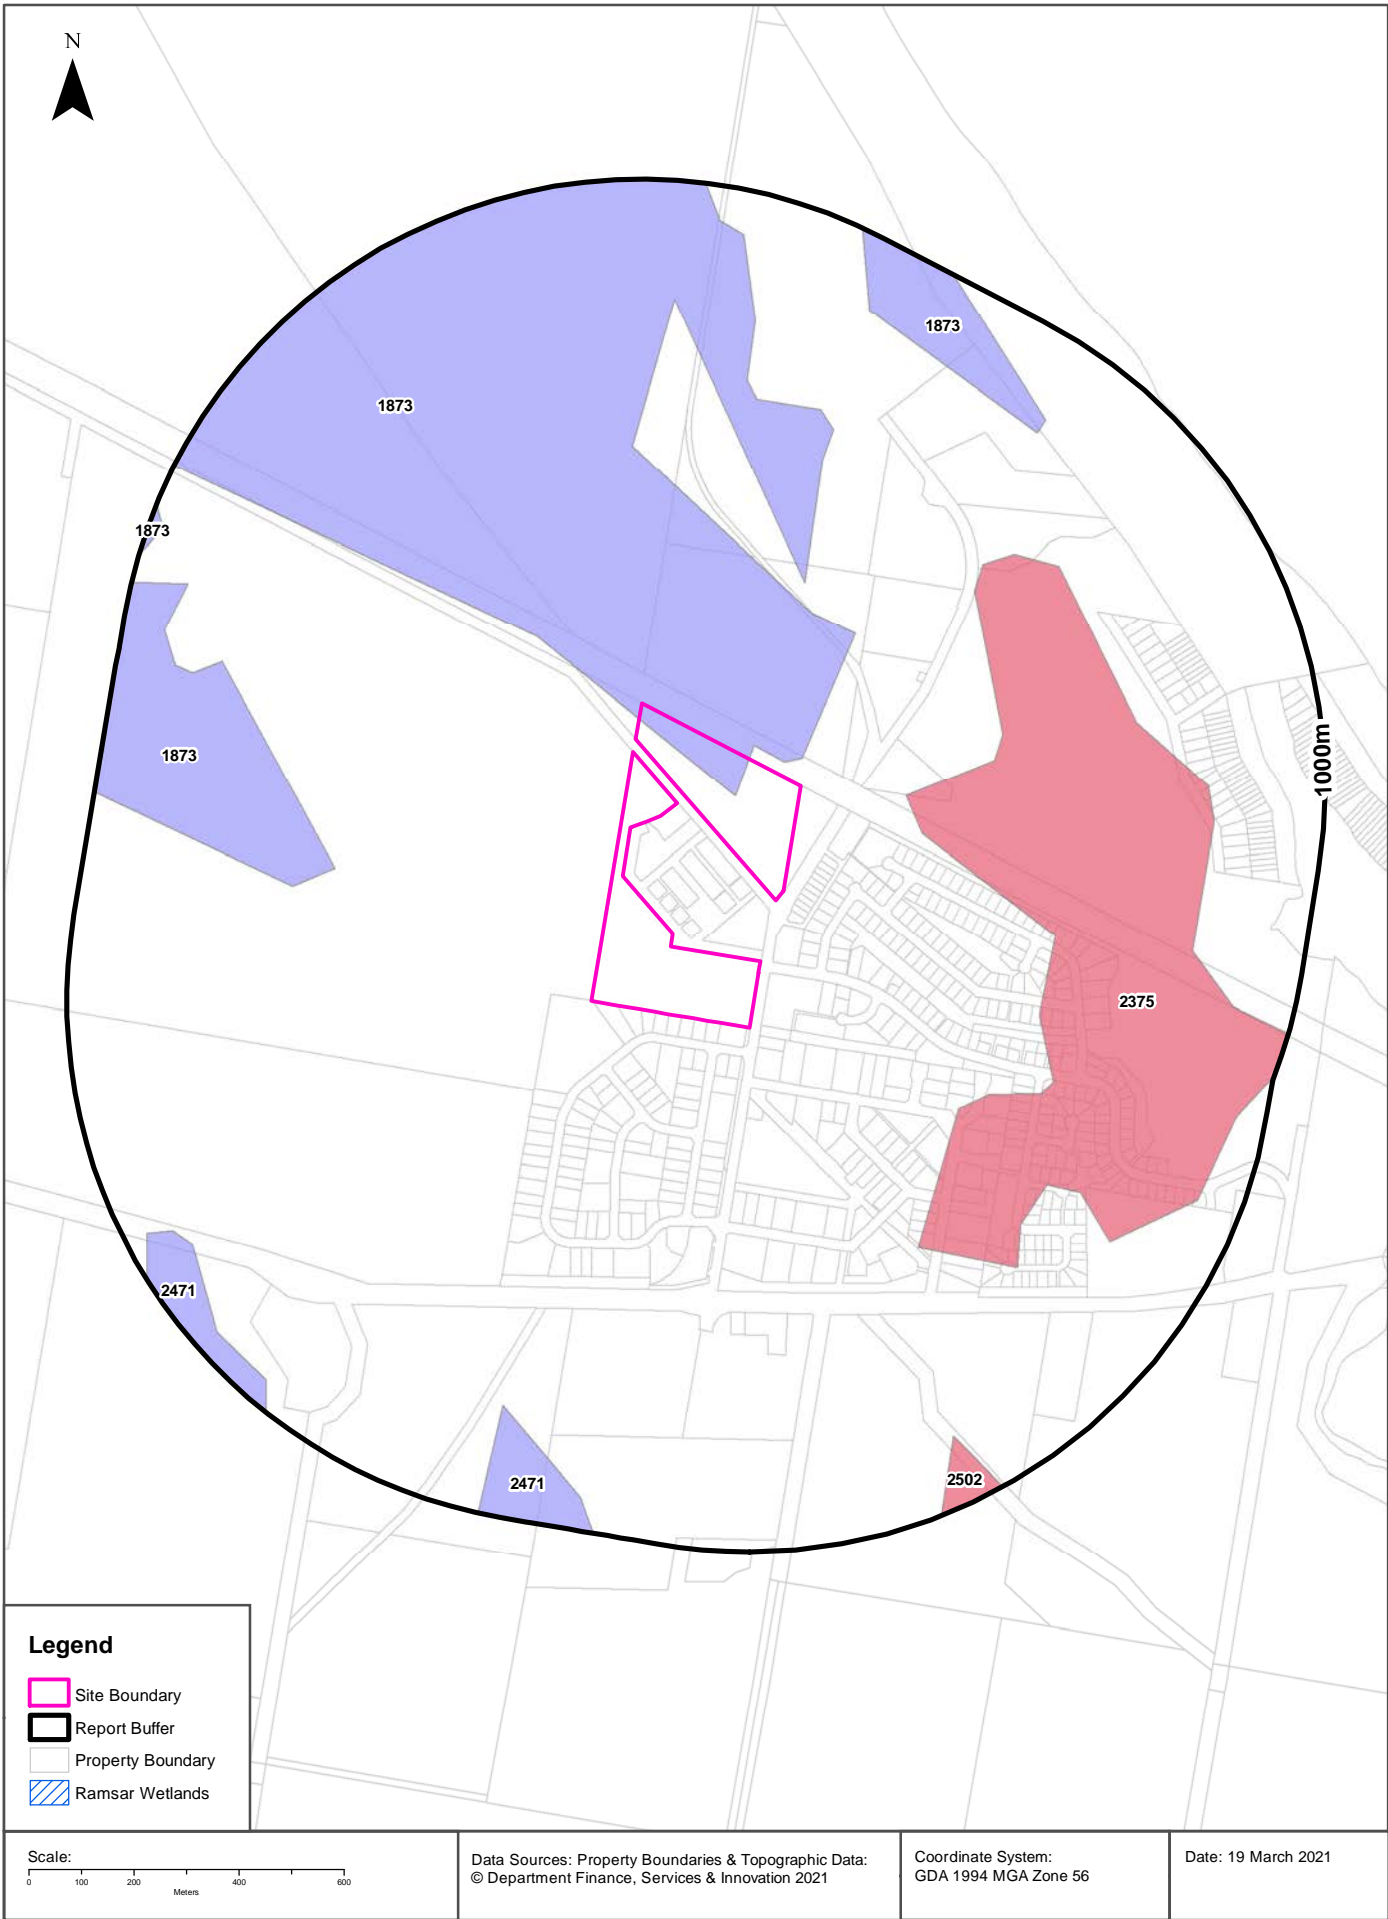 N
1873
1873
1873
1873
1000m
2375
2471
2471
2502
Legend
Site Boundary
Report Buffer
Property Boundary
Ramsar Wetlands
Scale:
0 100 200 400 600
Meters
Data Sources: Property Boundaries & Topographic Data:
© Department Finance, Services & Innovation 2021
Coordinate System:
GDA 1994 MGA Zone 56
Date: 19 March 2021